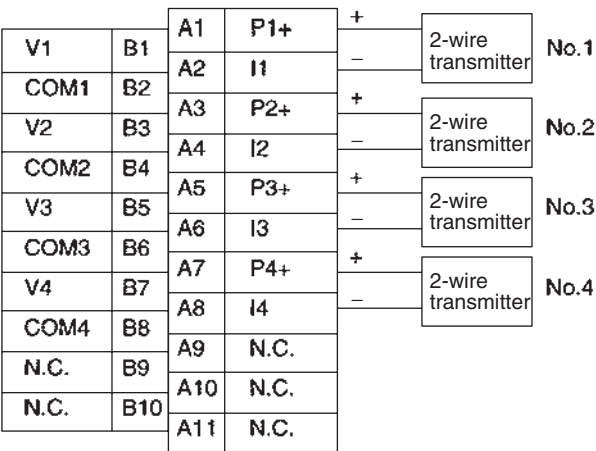 A1 P1+ +
V1 B1 2-wire transmitter No.1
A2 I1 –
COM1 B2
A3 P2+ +
V2 B3 2-wire transmitter No.2
A4 I2 –
COM2 B4
A5 P3+ +
V3 B5 2-wire transmitter No.3
A6 I3 –
COM3 B6
A7 P4+ +
V4 B7 2-wire transmitter No.4
A8 I4 –
COM4 B8
A9 N.C.
N.C. B9
A10 N.C.
N.C. B10
A11 N.C.